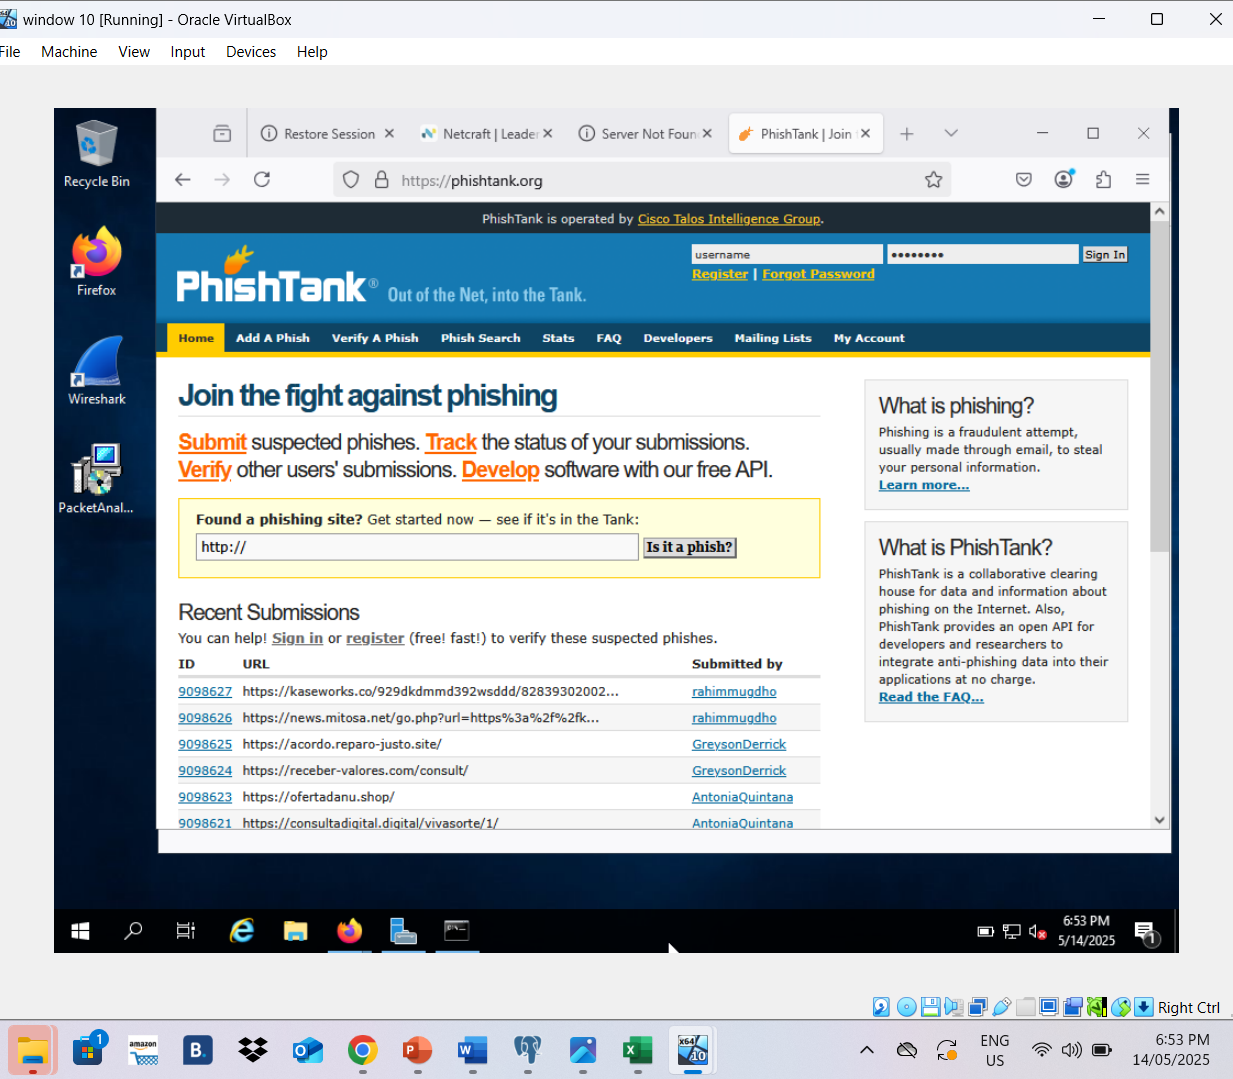 window 10 [Running] - Oracle VirtualBox
File Machine View Input Devices Help
Recycle Bin
Firefox
Wireshark
PacketAnal...
Restore Session
Netcraft | Leader
Server Not Foun
PhishTank | Join
https://phishtank.org
PhishTank is operated by Cisco Talos Intelligence Group.
PhishTank® Out of the Net, into the Tank.
username
Sign In
Register | Forgot Password
Home Add A Phish Verify A Phish Phish Search Stats FAQ Developers Mailing Lists My Account
Join the fight against phishing
Submit suspected phishes. Track the status of your submissions.
Verify other users' submissions. Develop software with our free API.
Found a phishing site? Get started now — see if it's in the Tank:
http://
Is it a phish?
Recent Submissions
You can help! Sign in or register (free! fast!) to verify these suspected phishes.
ID URL Submitted by
9098627 https://kaseworks.co/929dkdmmd392wsddd/82839302002... rahimmugdho
9098626 https://news.mitosa.net/go.php?url=https%3a%2f%2fk... rahimmugdho
9098625 https://acordo.reparo-justo.site/ GreysonDerrick
9098624 https://receber-valores.com/consult/ GreysonDerrick
9098623 https://ofertadanu.shop/ AntoniaQuintana
9098621 https://consultadigital.digital/vivasorte/1/ AntoniaQuintana
What is phishing?
Phishing is a fraudulent attempt,
usually made through email, to steal
your personal information.
Learn more...
What is PhishTank?
PhishTank is a collaborative clearing
house for data and information about
phishing on the Internet. Also,
PhishTank provides an open API for
developers and researchers to
integrate anti-phishing data into their
applications at no charge.
Read the FAQ...
6:53 PM
5/14/2025
1
Right Ctrl
1
amazon
B.
x64
10
ENG
US
6:53 PM
14/05/2025